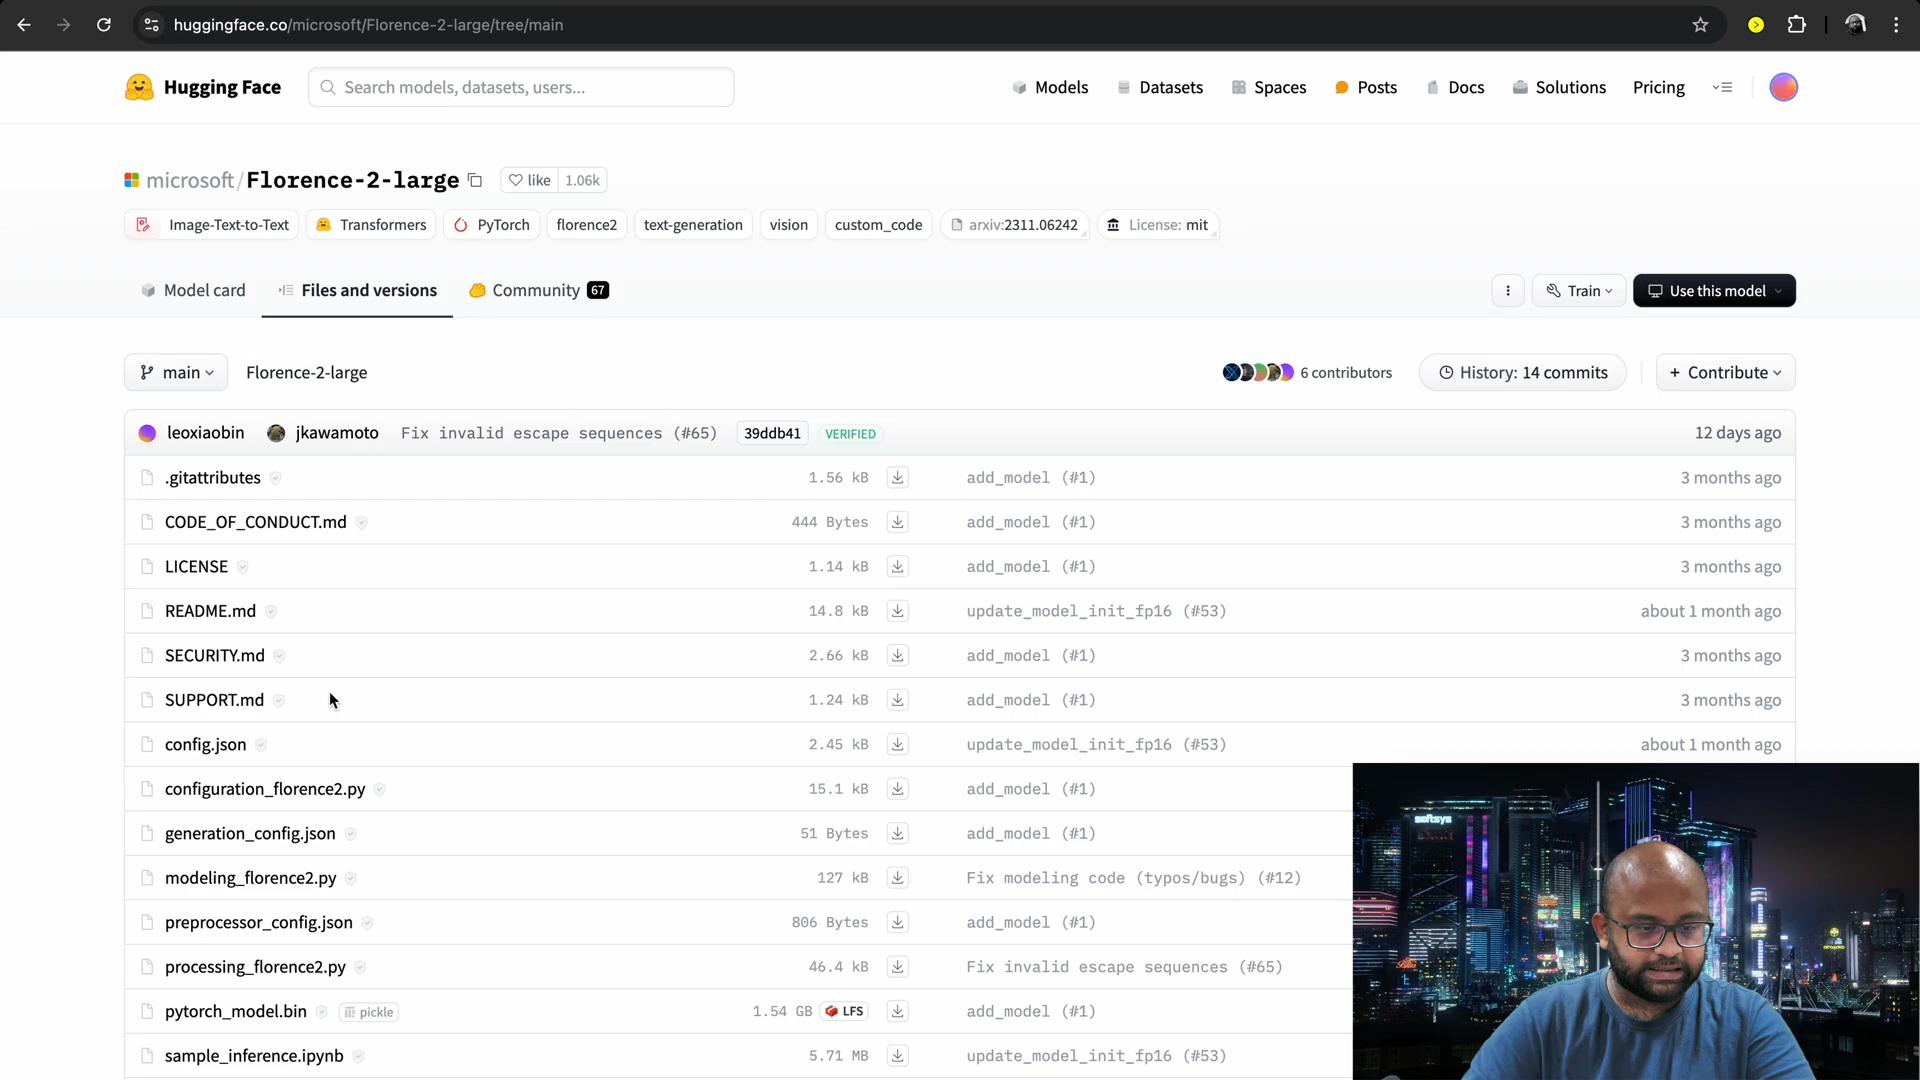 huggingface.co/microsoft/Florence-2-large/tree/main
Hugging Face
Search models, datasets, users...
Models
Datasets
Spaces
Posts
Docs
Solutions
Pricing
microsoft/Florence-2-large
like 1.06k
Image-Text-to-Text
Transformers
PyTorch
florence2
text-generation
vision
custom_code
arxiv:2311.06242
License: mit
Model card
Files and versions
Community 67
Train
Use this model
main
Florence-2-large
6 contributors
History: 14 commits
+ Contribute
leoxiaobin jkawamoto Fix invalid escape sequences (#65) 39ddb41 VERIFIED 12 days ago
.gitattributes 1.56 kB add_model (#1) 3 months ago
CODE_OF_CONDUCT.md 444 Bytes add_model (#1) 3 months ago
LICENSE 1.14 kB add_model (#1) 3 months ago
README.md 14.8 kB update_model_init_fp16 (#53) about 1 month ago
SECURITY.md 2.66 kB add_model (#1) 3 months ago
SUPPORT.md 1.24 kB add_model (#1) 3 months ago
config.json 2.45 kB update_model_init_fp16 (#53) about 1 month ago
configuration_florence2.py 15.1 kB add_model (#1)
generation_config.json 51 Bytes add_model (#1)
modeling_florence2.py 127 kB Fix modeling code (typos/bugs) (#12)
preprocessor_config.json 806 Bytes add_model (#1)
processing_florence2.py 46.4 kB Fix invalid escape sequences (#65)
pytorch_model.bin pickle 1.54 GB LFS add_model (#1)
sample_inference.ipynb 5.71 MB update_model_init_fp16 (#53)
softsys